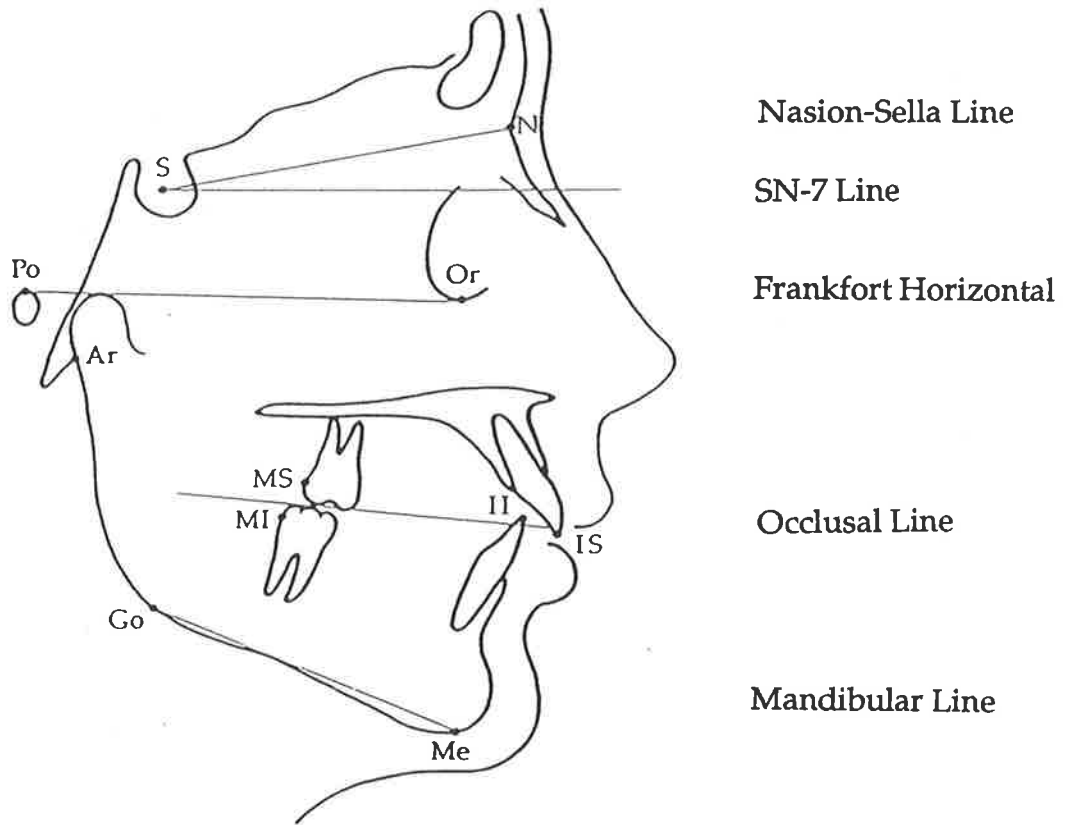 N
Nasion-Sella Line
S
SN-7 Line
Po
Or
Frankfort Horizontal
Ar
MS
II
MI
IS
Occlusal Line
Go
Mandibular Line
Me